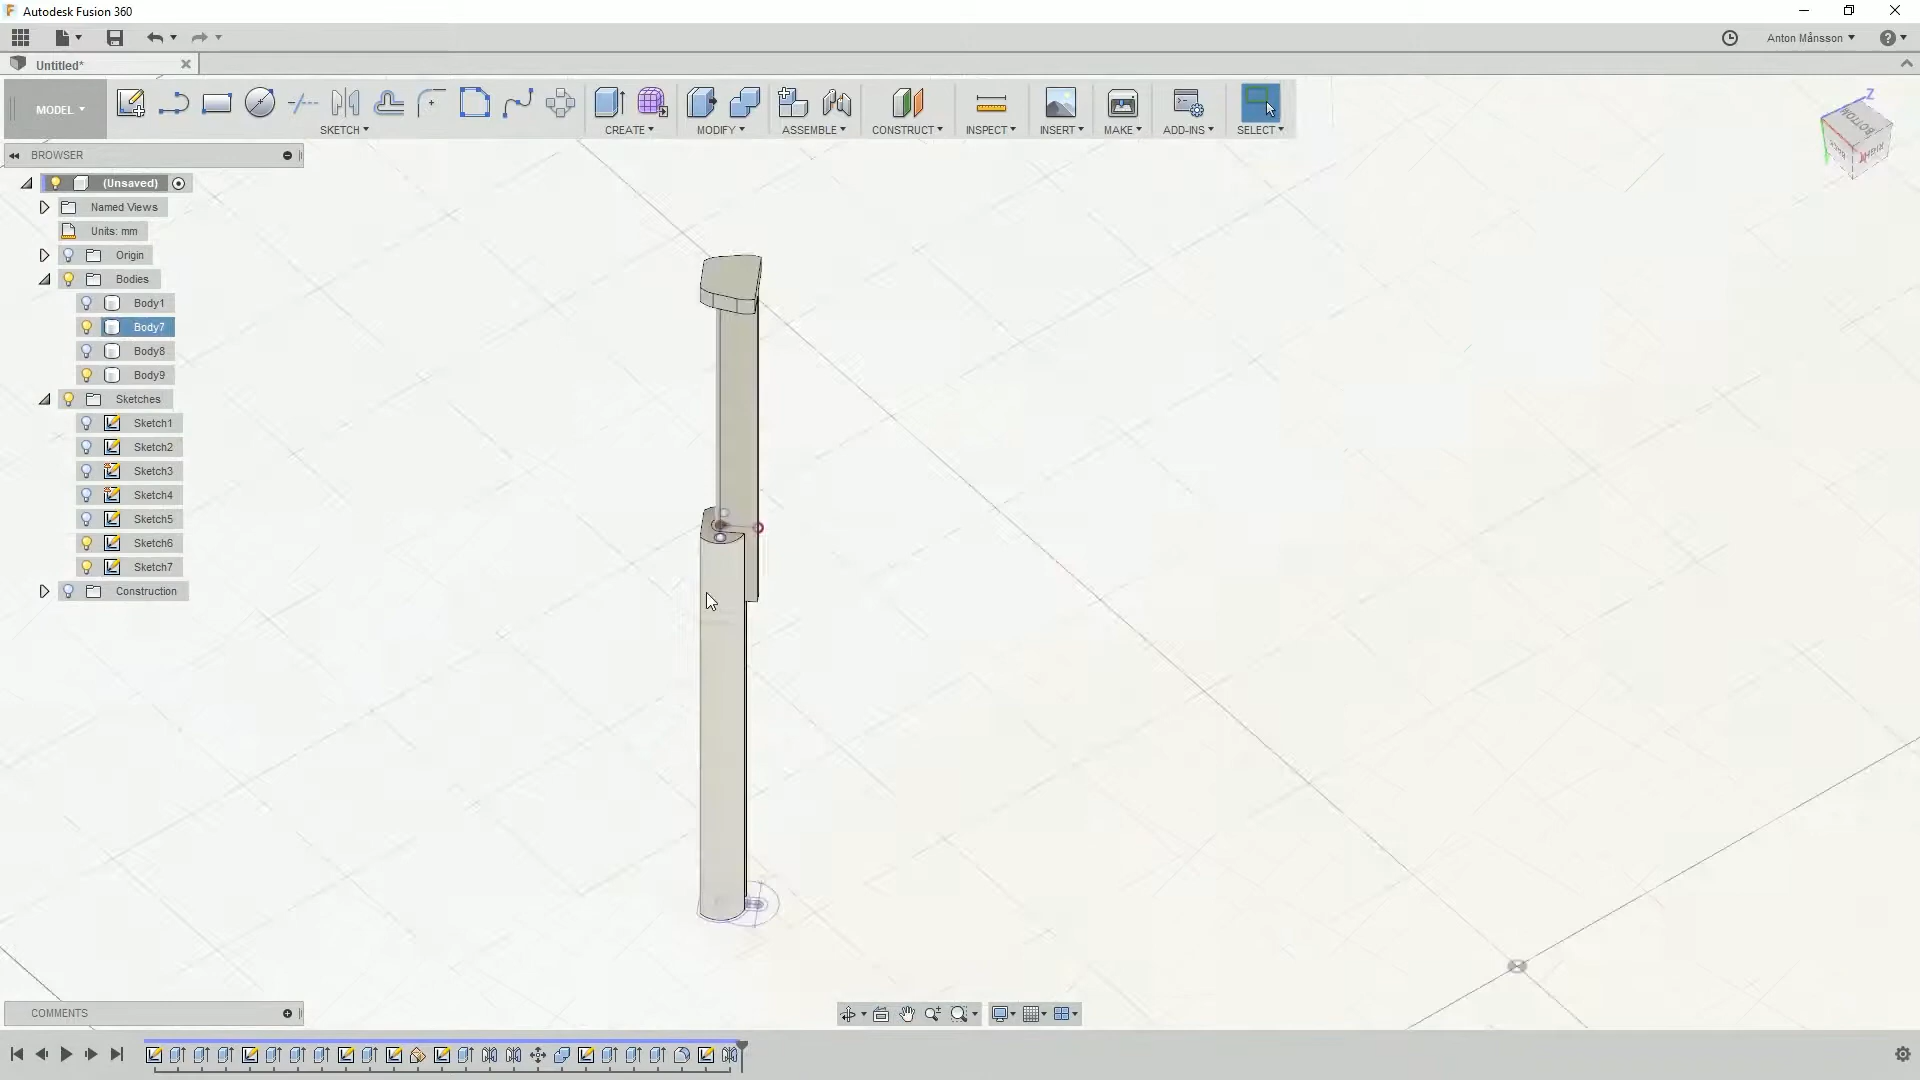 Autodesk Fusion 360
Anton Månsson
Untitled*
MODEL
SKETCH
CREATE
MODIFY
ASSEMBLE
CONSTRUCT
INSPECT
INSERT
MAKE
ADD-INS
SELECT
Z
BOTTOM
BROWSER
(Unsaved)
Named Views
Units: mm
Origin
Bodies
Body1
Body7
Body8
Body9
Sketches
Sketch1
Sketch2
Sketch3
Sketch4
Sketch5
Sketch6
Sketch7
Construction
COMMENTS